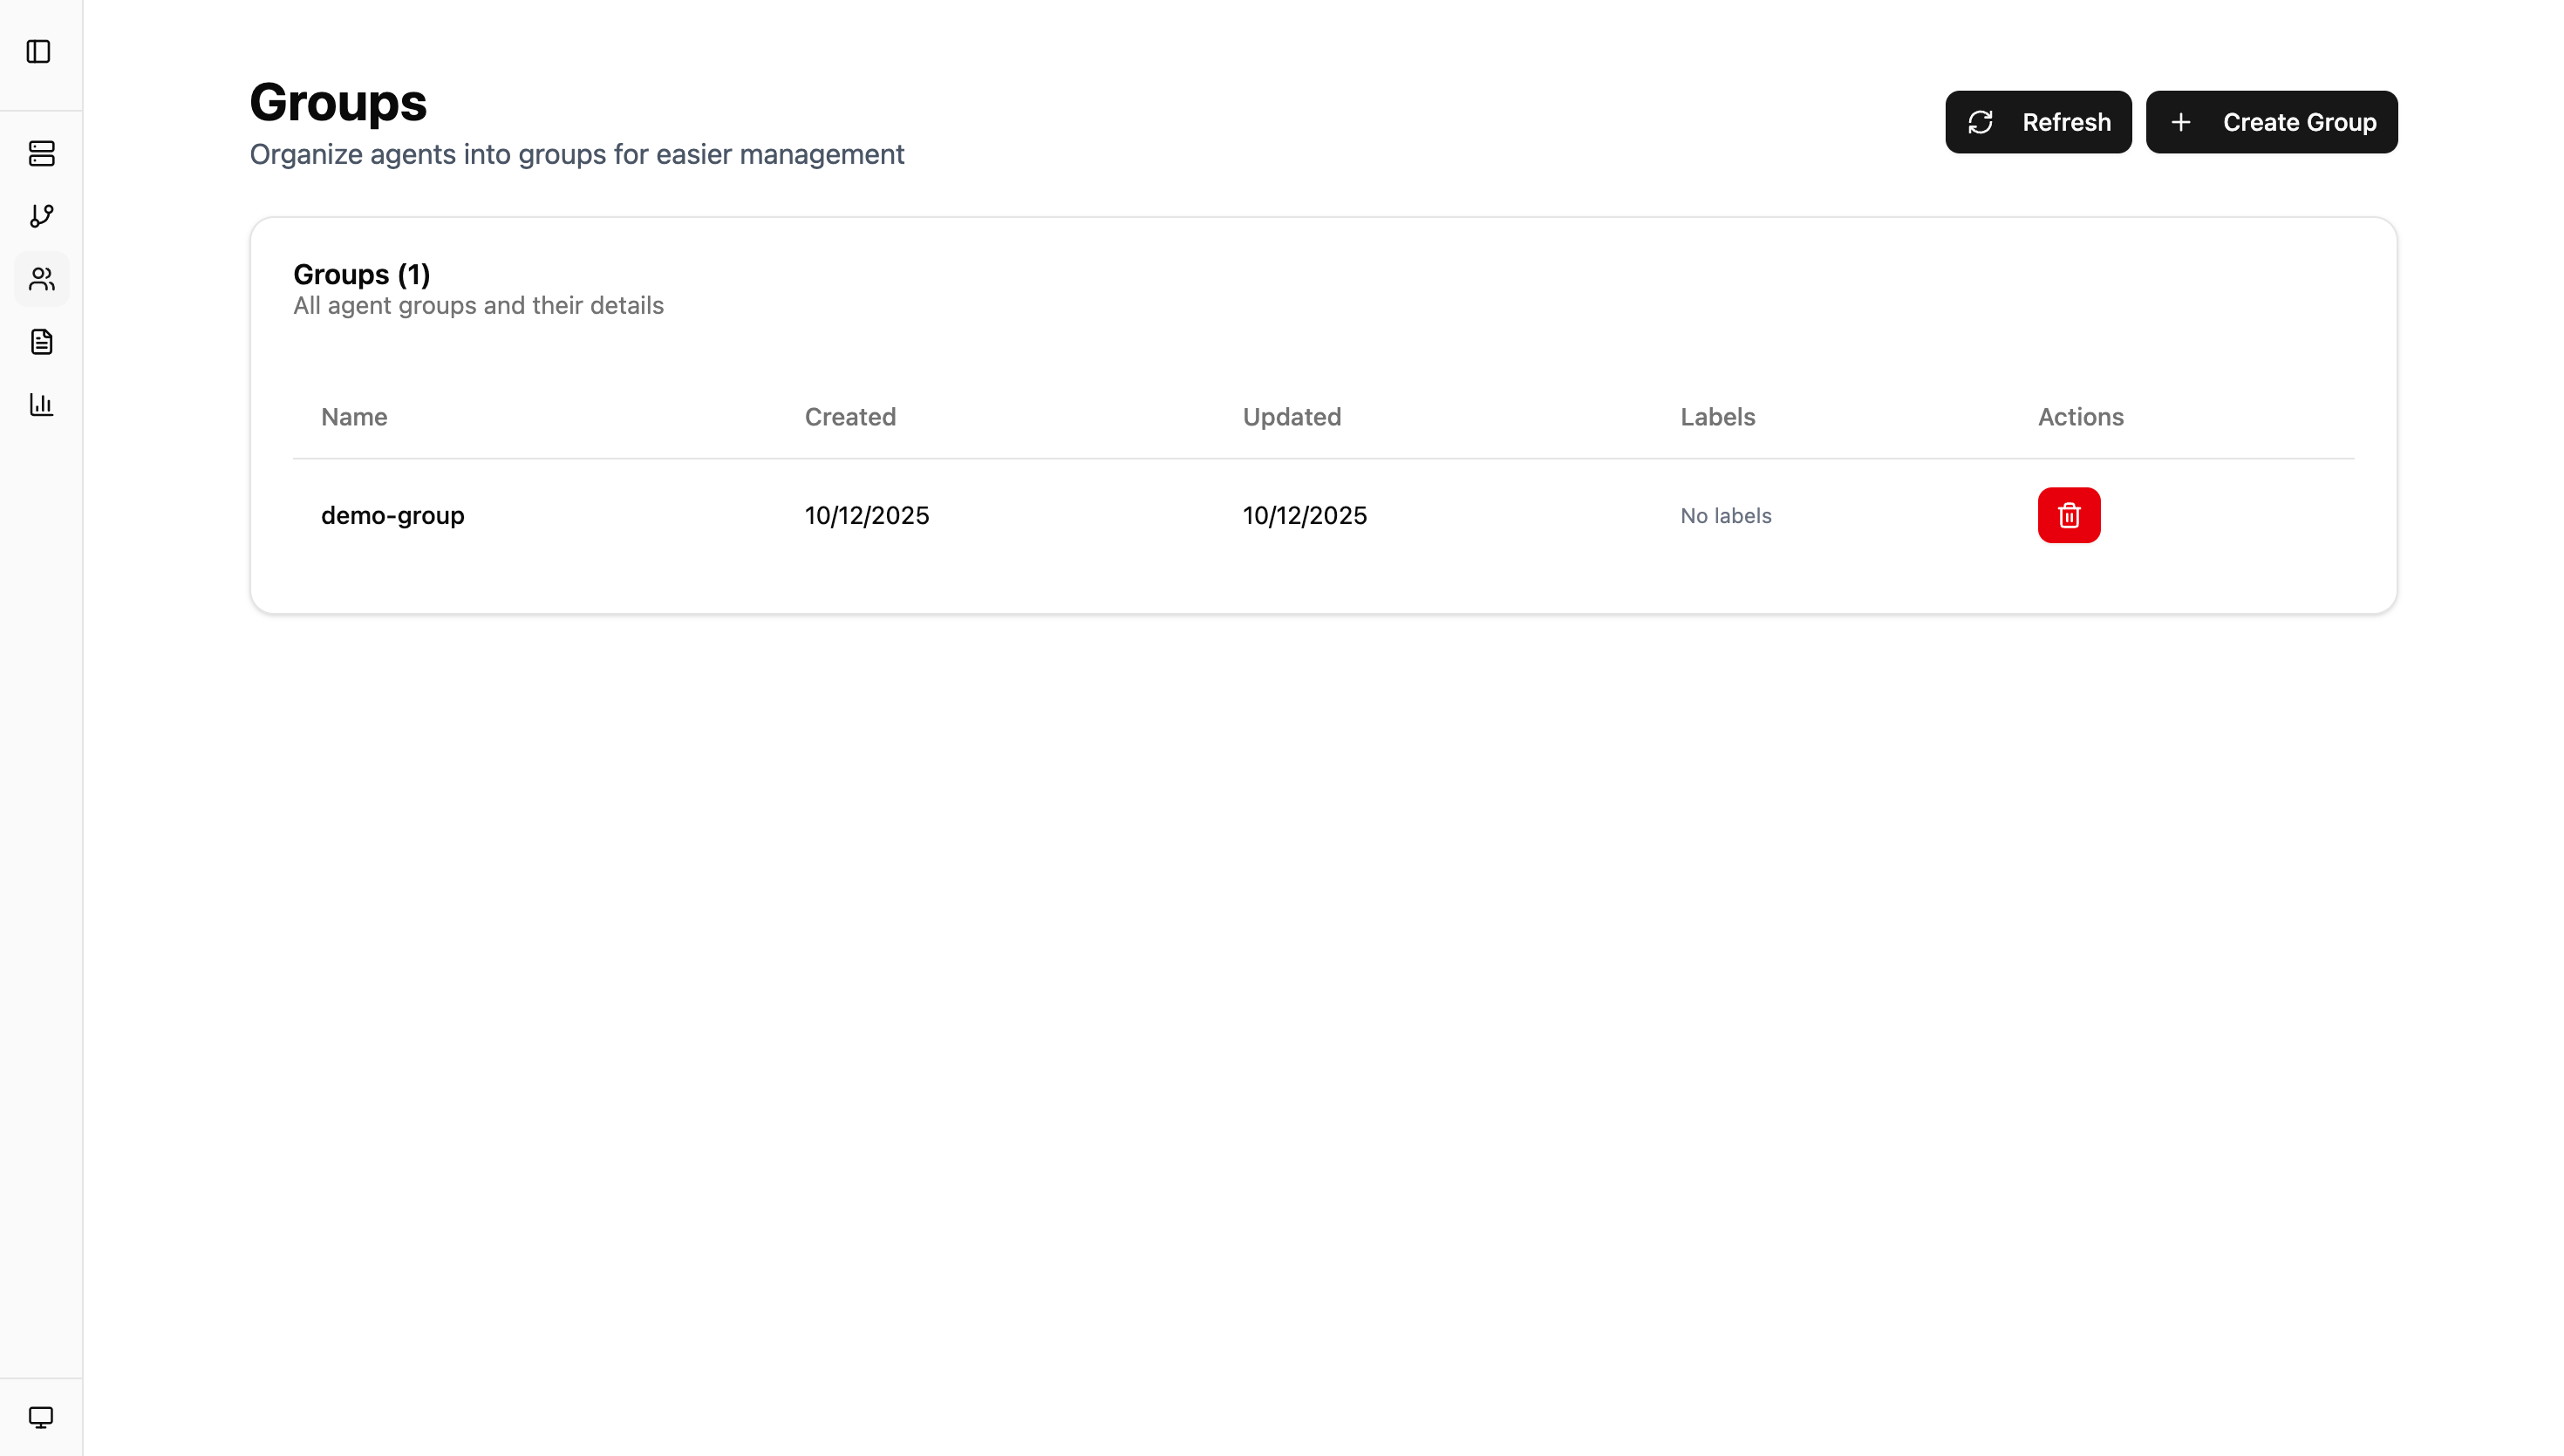 Groups
Organize agents into groups for easier management
Refresh
Create Group
Groups (1)
All agent groups and their details
Name Created Updated Labels Actions
demo-group 10/12/2025 10/12/2025 No labels